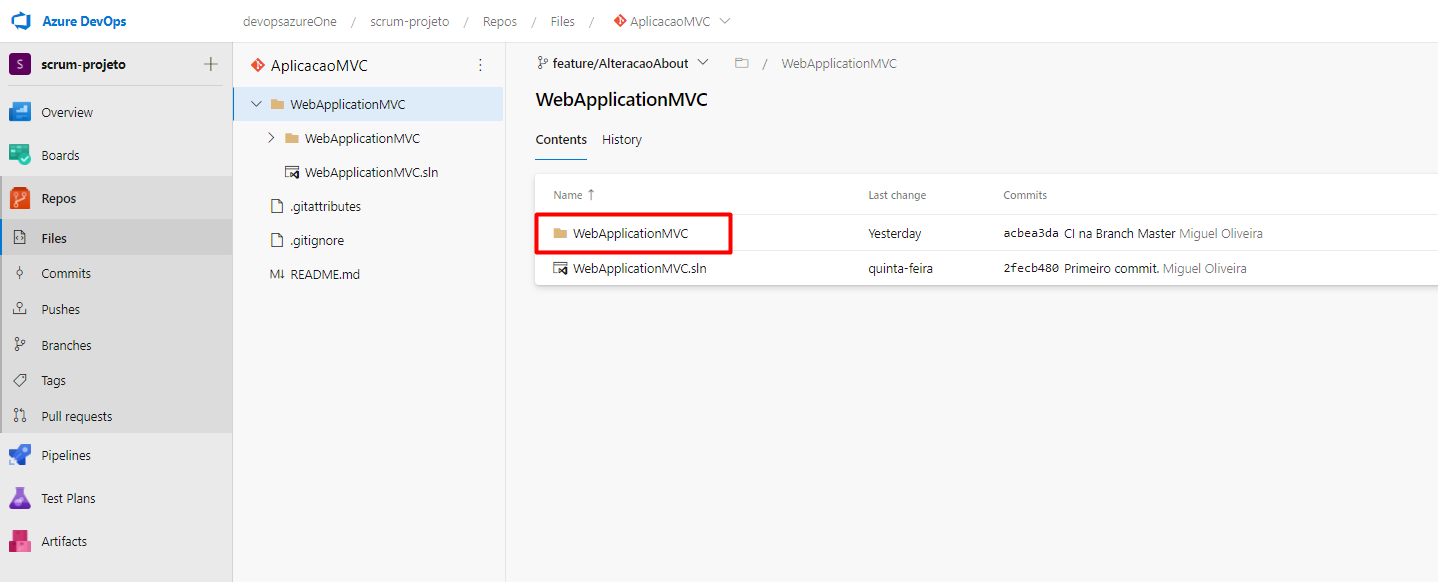 Azure DevOps
devopsazureOne / scrum-projeto / Repos / Files / AplicacaoMVC
S scrum-projeto
Overview
Boards
Repos
Files
Commits
Pushes
Branches
Tags
Pull requests
Pipelines
Test Plans
Artifacts
AplicacaoMVC
WebApplicationMVC
WebApplicationMVC
WebApplicationMVC.sln
.gitattributes
.gitignore
M↓ README.md
feature/AlteracaoAbout / WebApplicationMVC
WebApplicationMVC
Contents History
Name ↑ Last change Commits
WebApplicationMVC Yesterday acbea3da CI na Branch Master Miguel Oliveira
WebApplicationMVC.sln quinta-feira 2fecb480 Primeiro commit. Miguel Oliveira